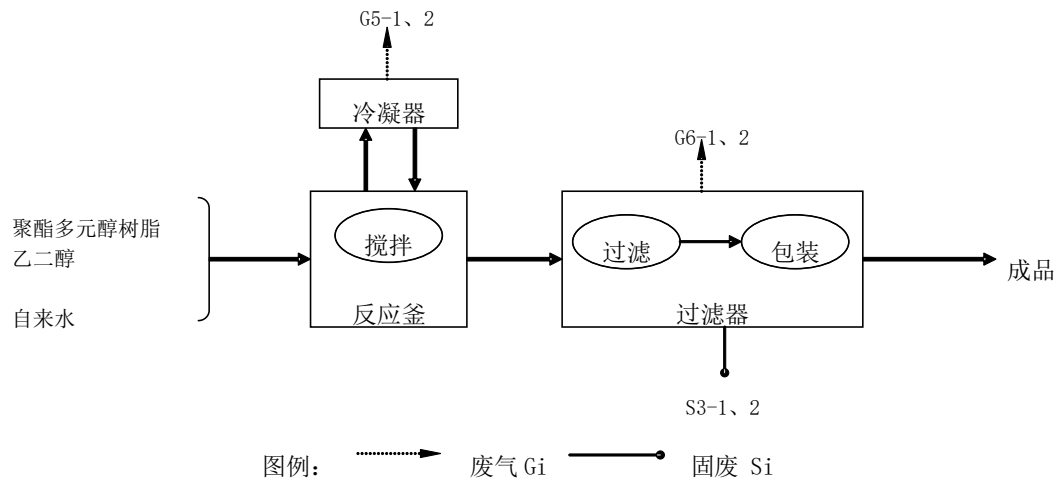 G5-1、2
冷凝器
G6-1、2
聚酯多元醇树脂
乙二醇
自来水
搅拌
反应釜
过滤
包装
过滤器
成品
S3-1、2
图例： 废气 Gi 固废 Si